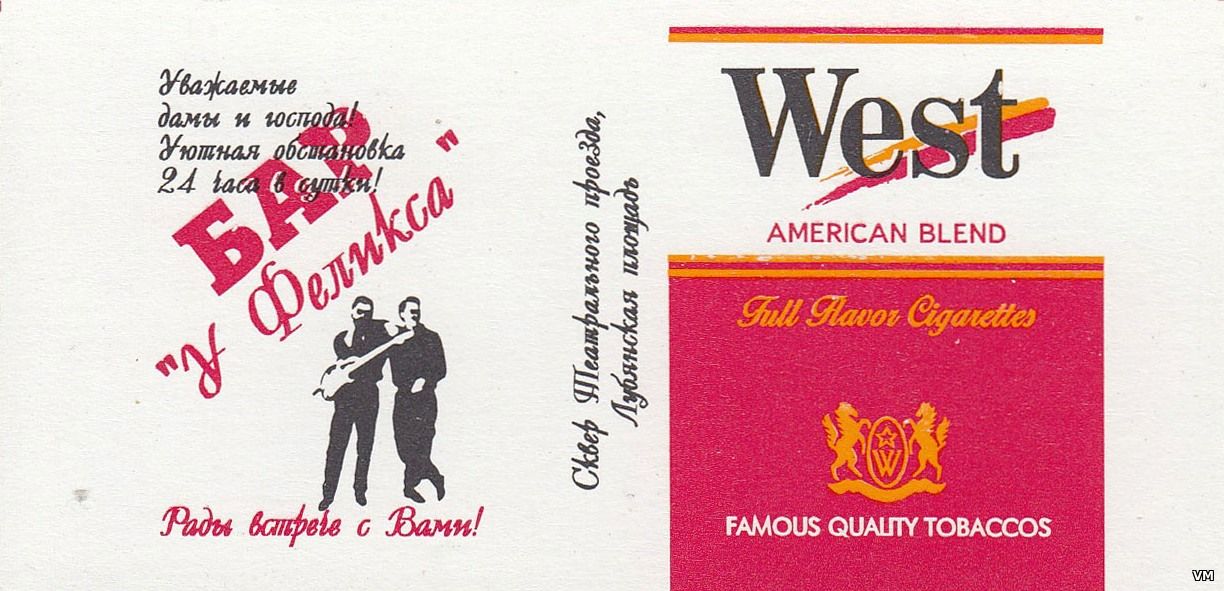 Уважаемые
дамы и господа!
Уютная обстановка
24 часа в сутки!
БАР
"У Феликса"
Рады встрече с Вами!
Сквер Театрального проезда,
Лубянская площадь
West
AMERICAN BLEND
Full Flavor Cigarettes
W
FAMOUS QUALITY TOBACCOS
VM